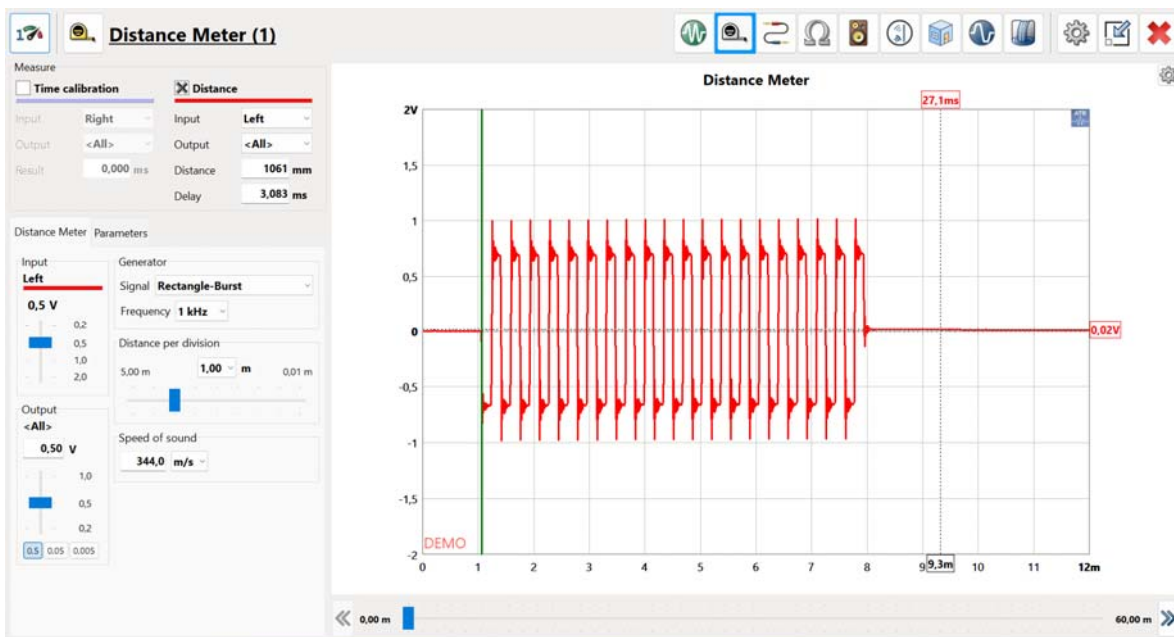 1
Distance Meter (1)
Measure
Time calibration
Distance
Input Right
Input Left
Output <All>
Output <All>
Result 0,000 ms
Distance 1061 mm
Delay 3,083 ms
Distance Meter Parameters
Input
Left
0,5 V
0,2
0,5
1,0
2,0
Generator
Signal Rectangle-Burst
Frequency 1 kHz
Distance per division
5,00 m 1,00 m 0,01 m
Output
<All>
0,50 V
1,0
0,5
0,2
0.5 0.05 0.005
Speed of sound
344,0 m/s
Distance Meter
27,1ms
2V
1,5
1
0,5
0
0,02V
-0,5
-1
-1,5
-2
DEMO
0 1 2 3 4 5 6 7 8 9 9,3m 10 11 12m
0,00 m 60,00 m